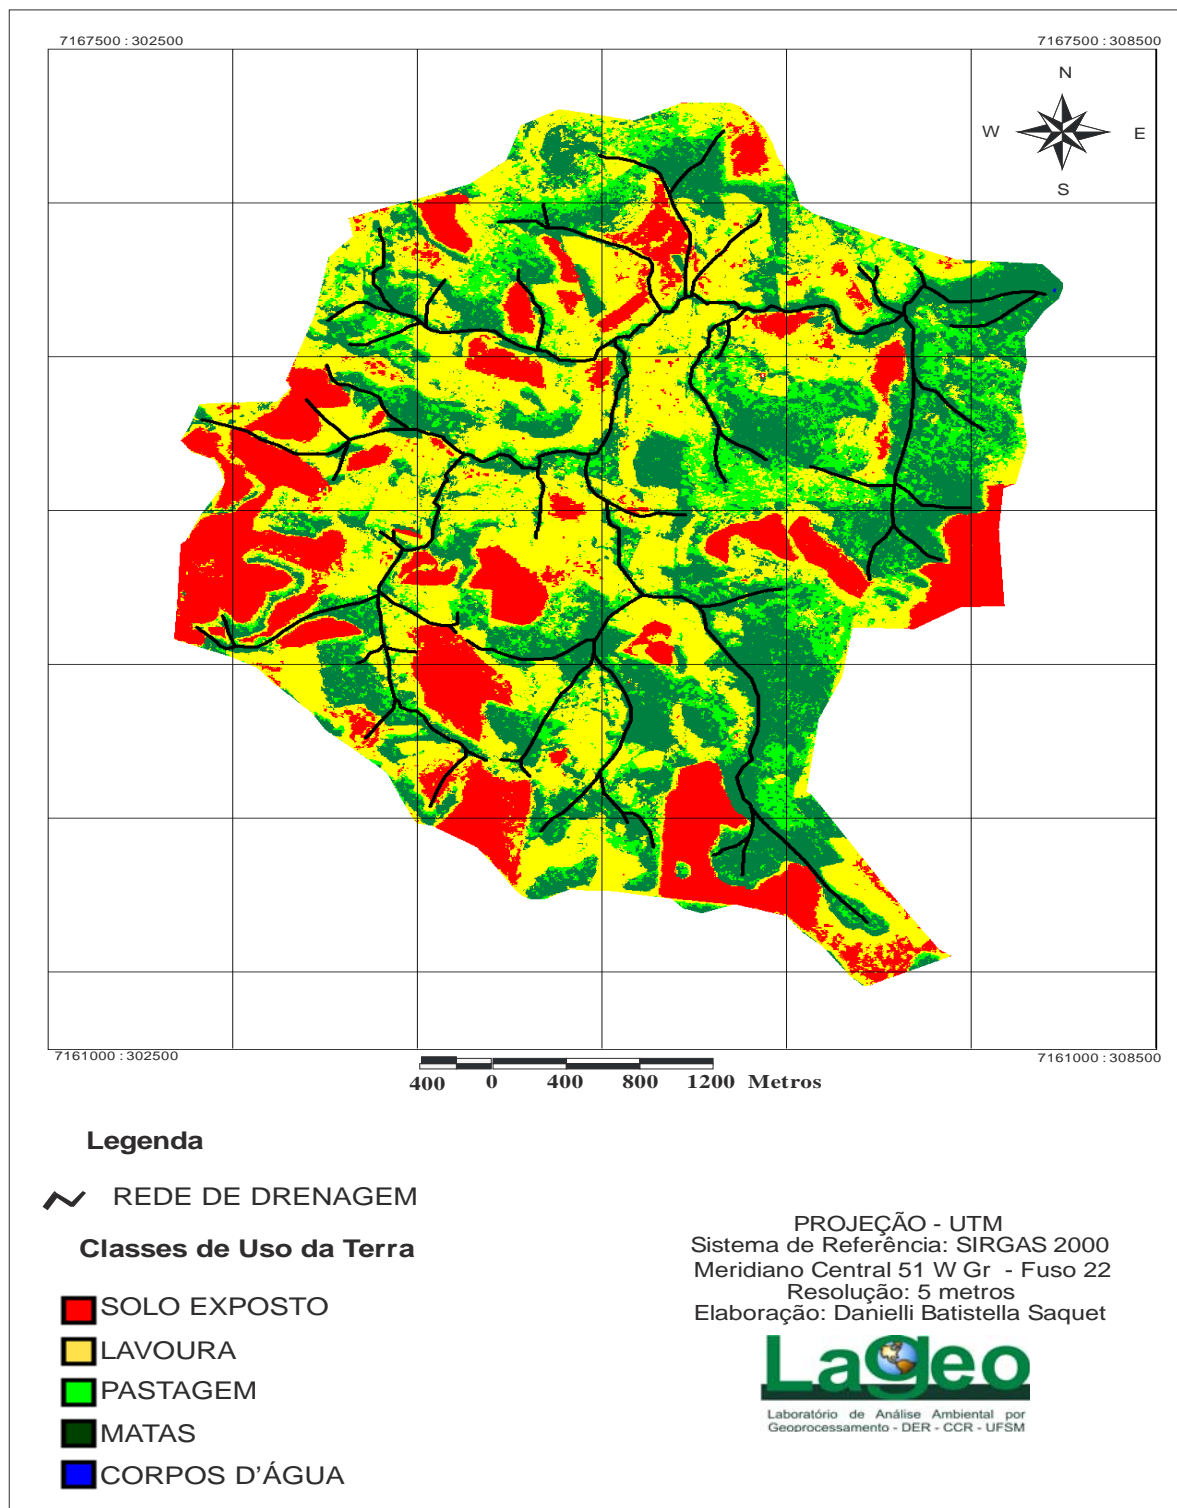 7167500 : 302500
7167500 : 308500
N
W
E
S
7161000 : 302500
7161000 : 308500
400 0 400 800 1200 Metros
Legenda
REDE DE DRENAGEM
Classes de Uso da Terra
SOLO EXPOSTO
LAVOURA
PASTAGEM
MATAS
CORPOS D'ÁGUA
PROJEÇÃO - UTM
Sistema de Referência: SIRGAS 2000
Meridiano Central 51 W Gr - Fuso 22
Resolução: 5 metros
Elaboração: Danielli Batistella Saquet
LaGeo
Laboratório de Análise Ambiental por
Geoprocessamento - DER - CCR - UFSM